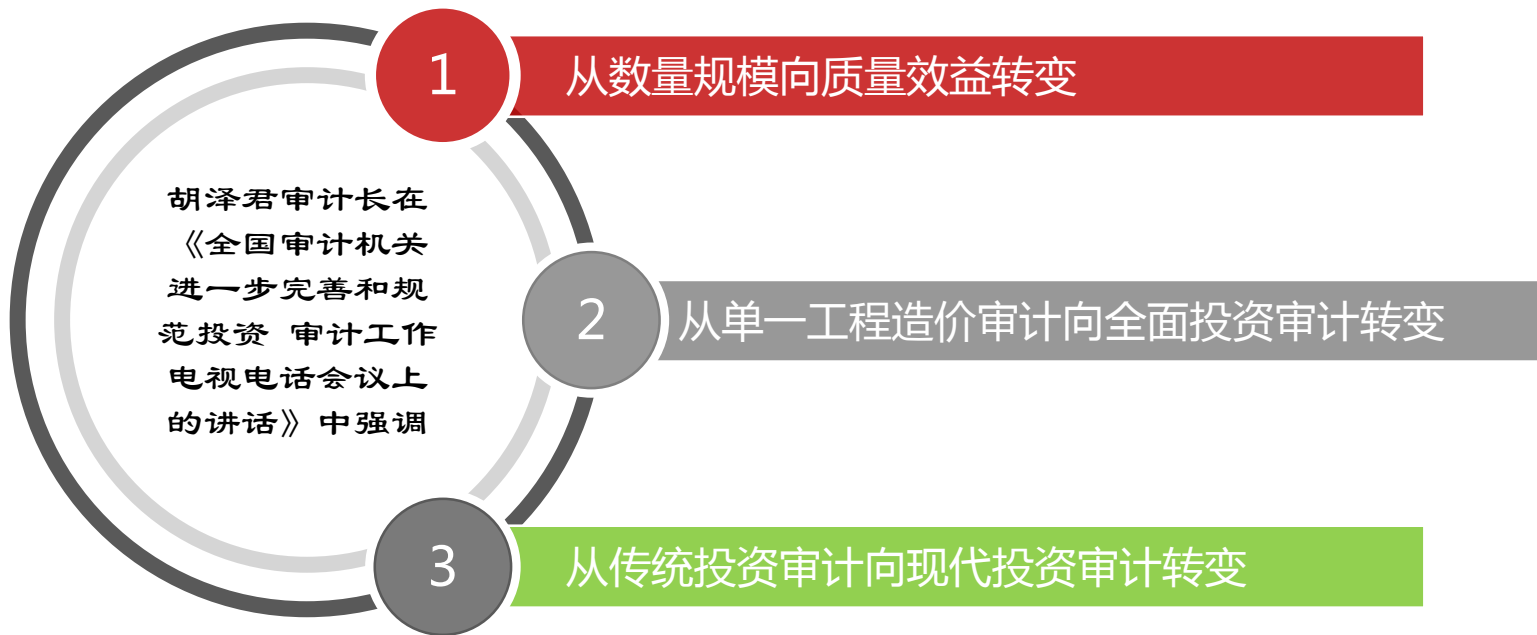 胡泽君审计长在
《全国审计机关
进一步完善和规
范投资 审计工作
电视电话会议上
的讲话》中强调
1
从数量规模向质量效益转变
2
从单一工程造价审计向全面投资审计转变
3
从传统投资审计向现代投资审计转变